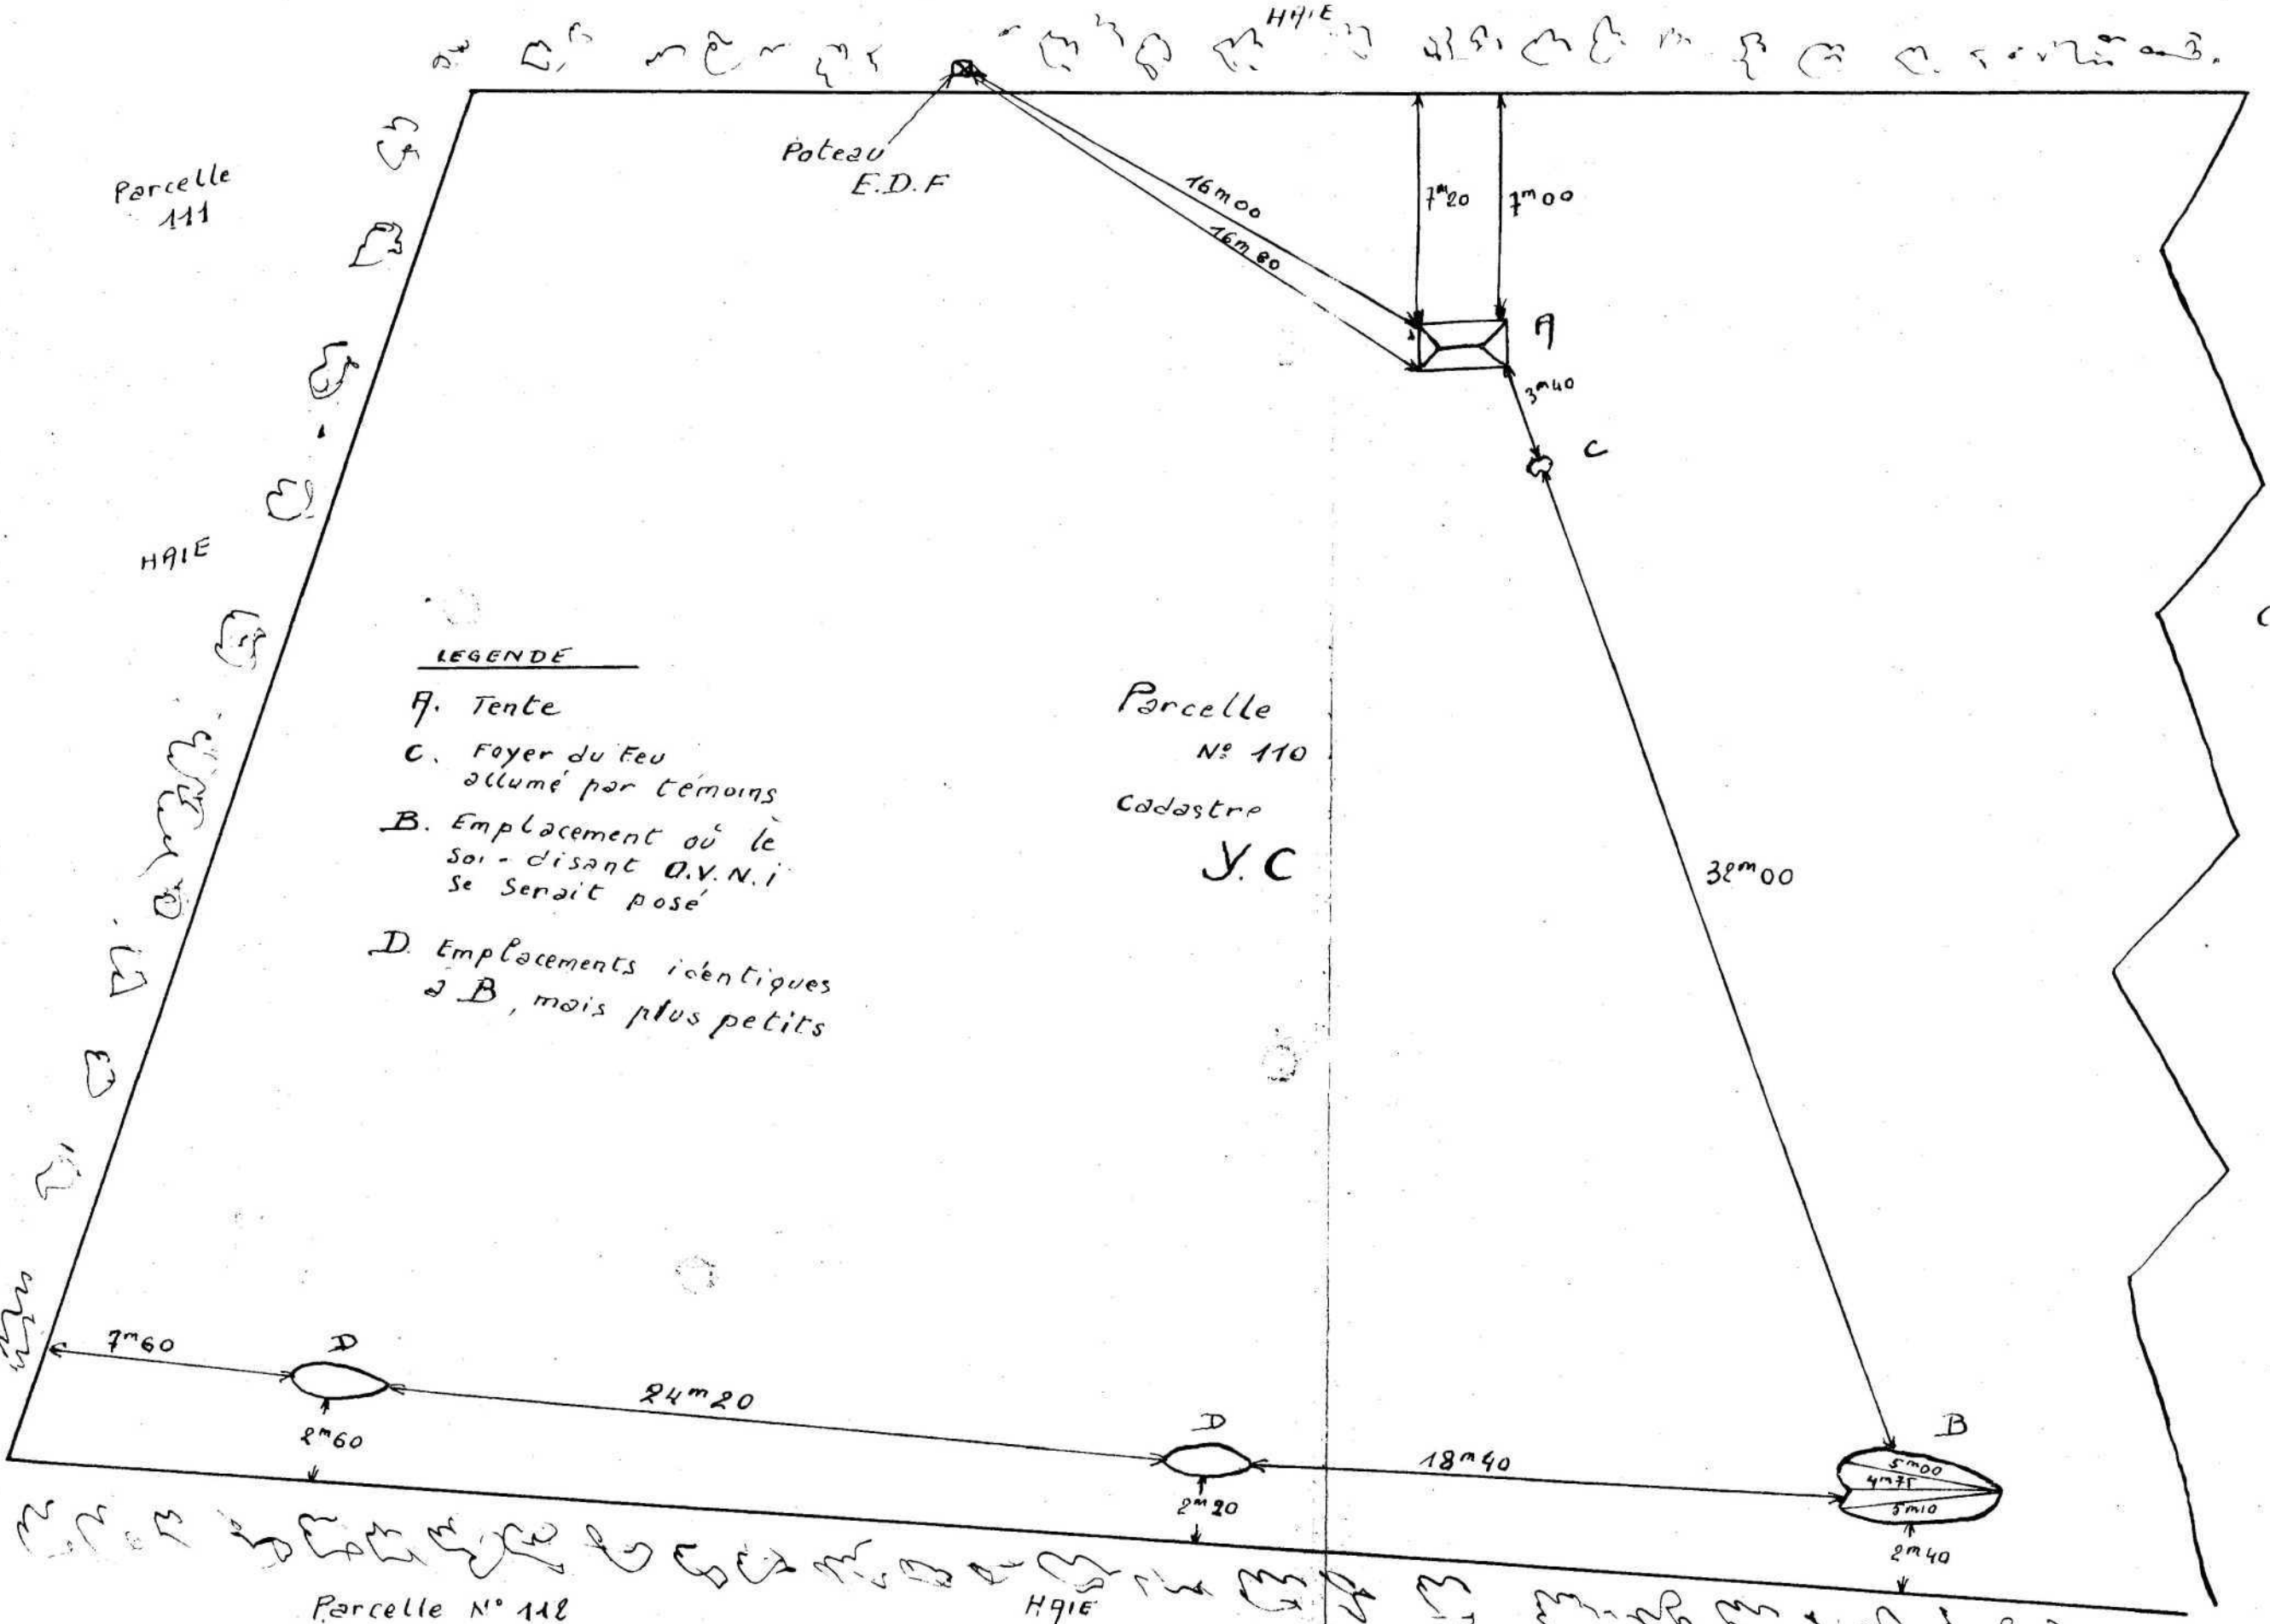 HAIE
Poteau
E.D.F
Parcelle
111
16m00
16m80
7m20
7m00
A
3m40
C
HAIE
LEGENDE
A. Tente
C. Foyer du Feu
allumé par témoins
B. Emplacement où le
soi-disant O.V.N.i
se serait posé
D. Emplacements identiques
à B, mais plus petits
Parcelle
N° 110
Cadastre
Y.C
32m00
7m60
D
24m20
2m60
D
18m40
2m20
B
5m00
4m75
5m10
2m40
Parcelle N° 112
HAIE